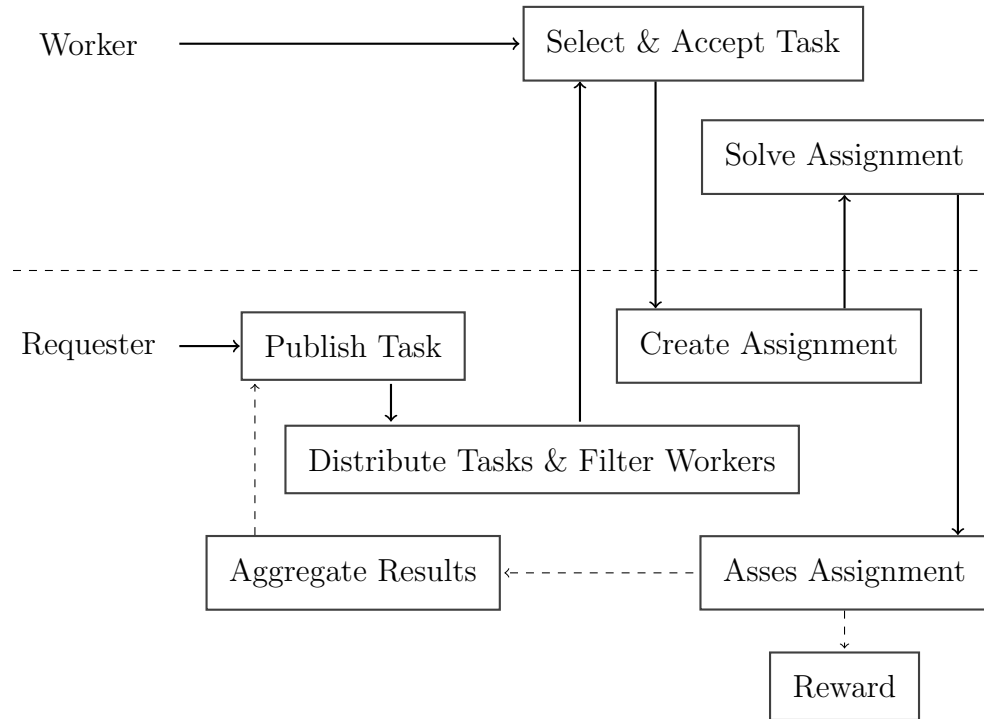 Worker
Select & Accept Task
Solve Assignment
Requester
Publish Task
Create Assignment
Distribute Tasks & Filter Workers
Aggregate Results
Asses Assignment
Reward